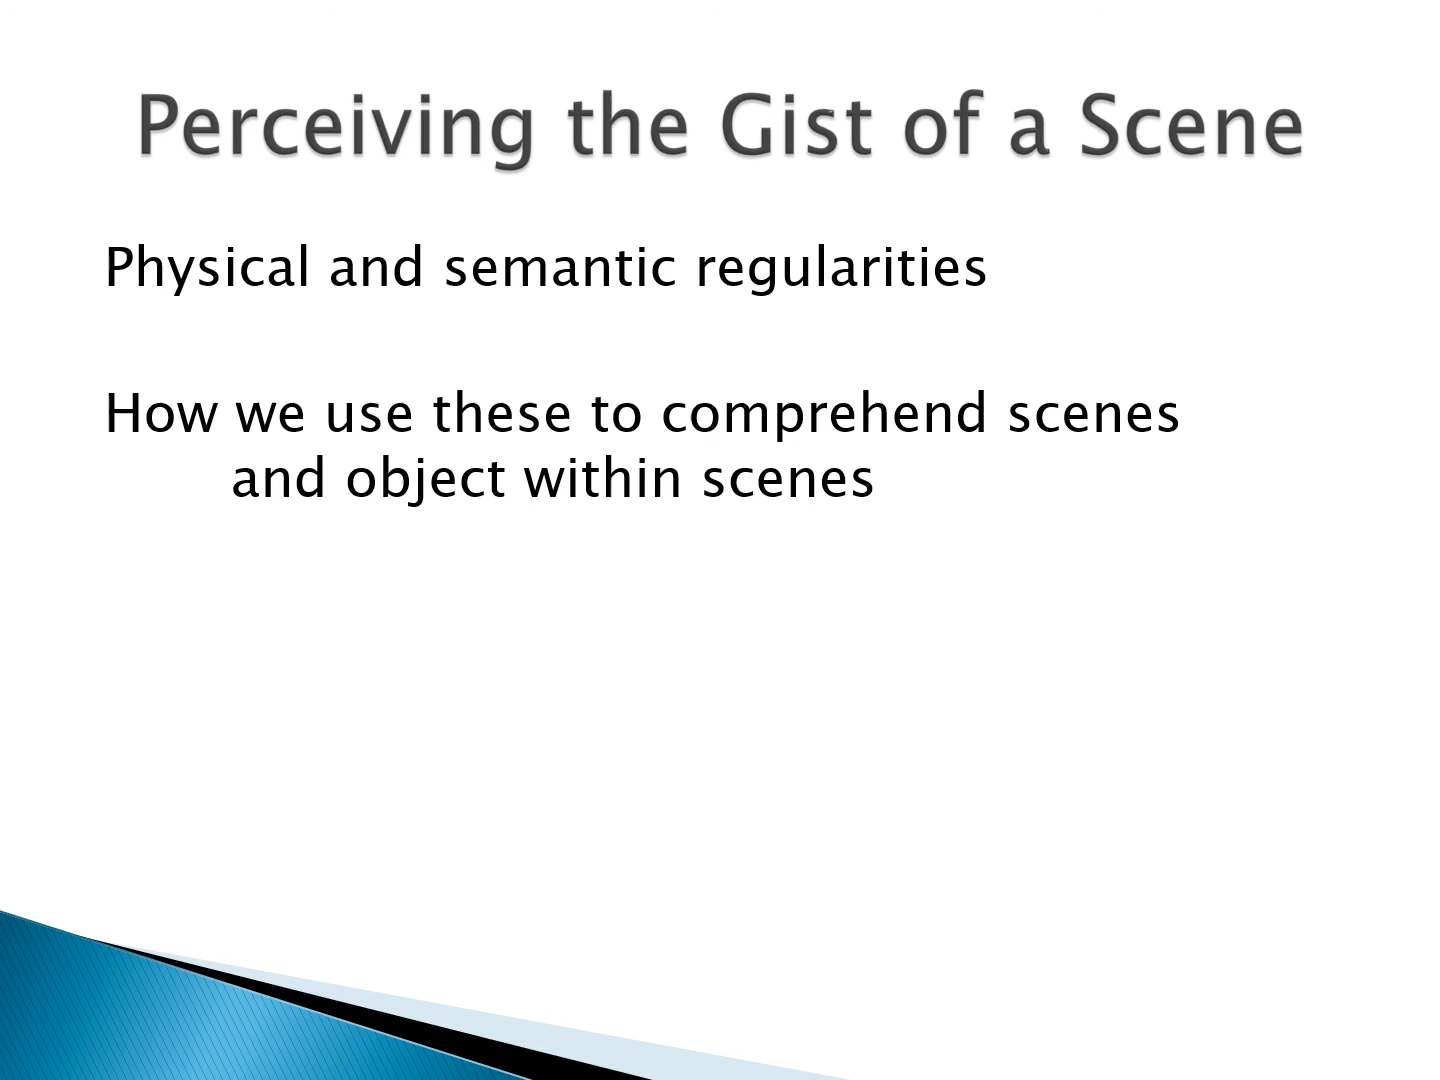 Perceiving the Gist of a Scene
Physical and semantic regularities
How we use these to comprehend scenes
and object within scenes